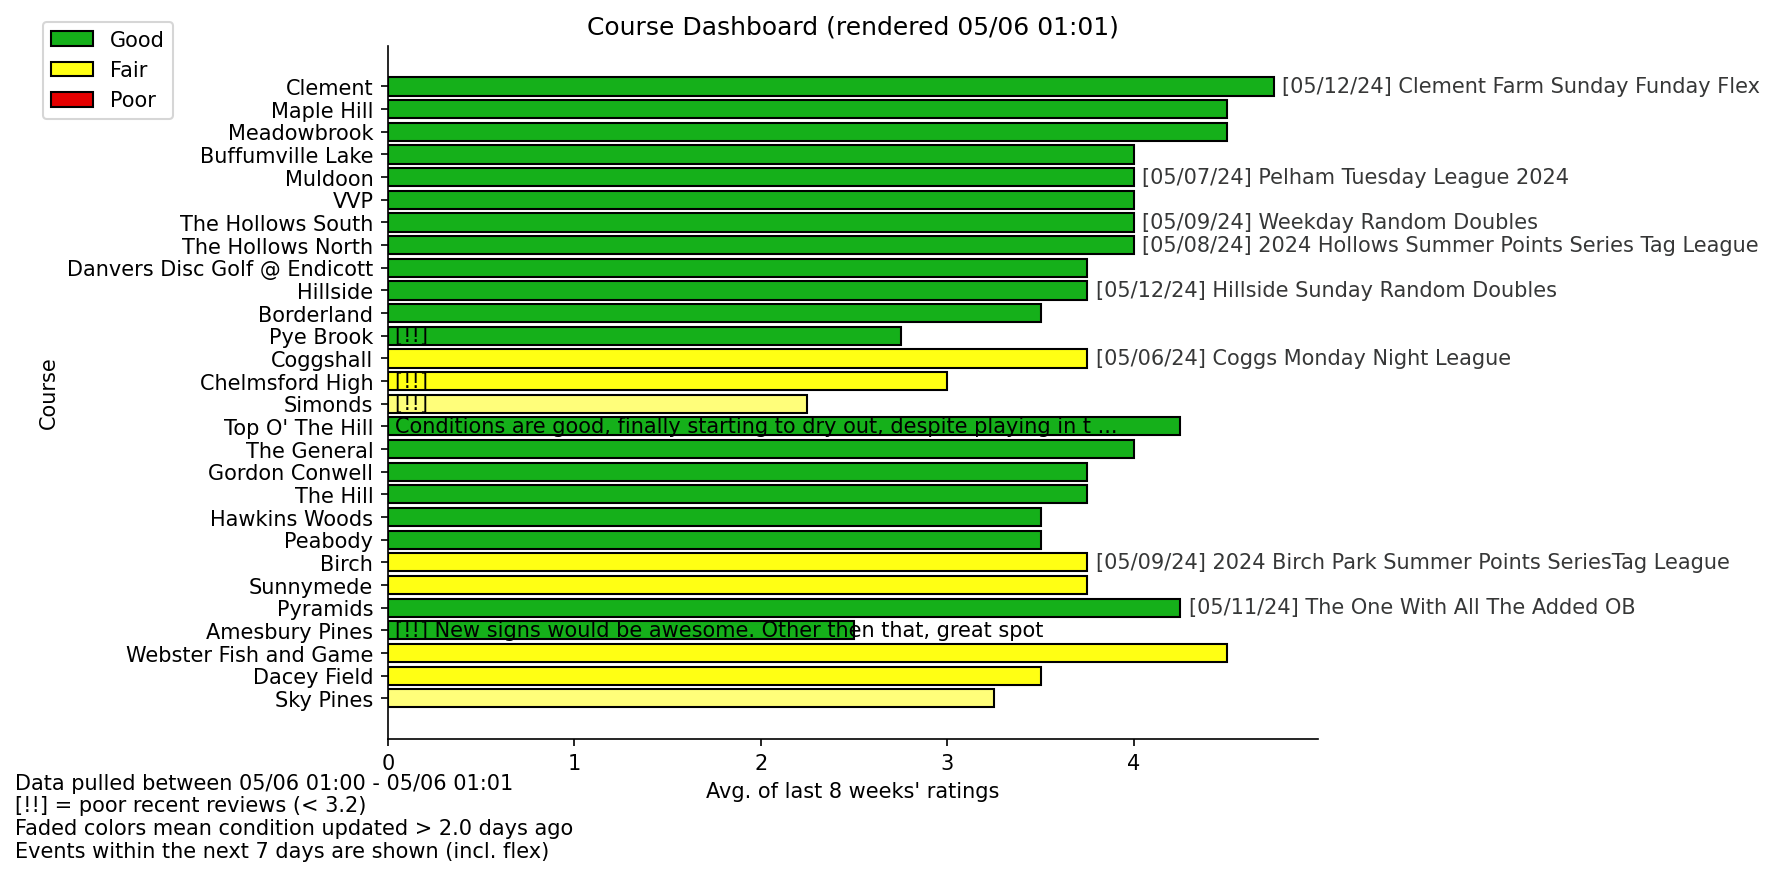 Course Dashboard (rendered 05/06 01:01)
Good
Fair
Poor
Course
Clement [05/12/24] Clement Farm Sunday Funday Flex
Maple Hill
Meadowbrook
Buffumville Lake
Muldoon [05/07/24] Pelham Tuesday League 2024
VVP
The Hollows South [05/09/24] Weekday Random Doubles
The Hollows North [05/08/24] 2024 Hollows Summer Points Series Tag League
Danvers Disc Golf @ Endicott
Hillside [05/12/24] Hillside Sunday Random Doubles
Borderland
Pye Brook [!!]
Coggshall [05/06/24] Coggs Monday Night League
Chelmsford High [!!]
Simonds [!!]
Top O' The Hill Conditions are good, finally starting to dry out, despite playing in t ...
The General
Gordon Conwell
The Hill
Hawkins Woods
Peabody
Birch [05/09/24] 2024 Birch Park Summer Points SeriesTag League
Sunnymede
Pyramids [05/11/24] The One With All The Added OB
Amesbury Pines [!!] New signs would be awesome. Other then that, great spot
Webster Fish and Game
Dacey Field
Sky Pines
0 1 2 3 4
Avg. of last 8 weeks' ratings
Data pulled between 05/06 01:00 - 05/06 01:01
[!!] = poor recent reviews (< 3.2)
Faded colors mean condition updated > 2.0 days ago
Events within the next 7 days are shown (incl. flex)